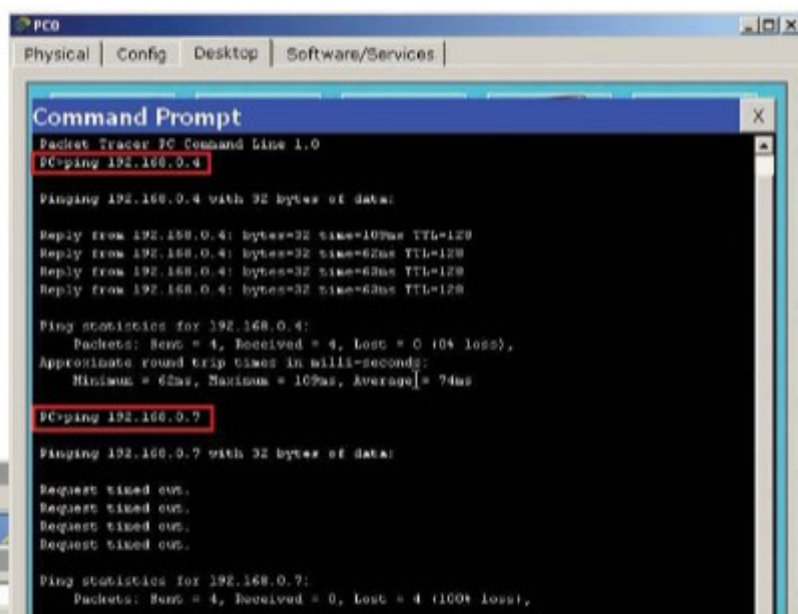 PC0
Physical Config Desktop Software/Services
Command Prompt X
Packet Tracer PC Command Line 1.0
PC>ping 192.168.0.4
Pinging 192.168.0.4 with 32 bytes of data:
Reply from 192.168.0.4: bytes=32 time=109ms TTL=128
Reply from 192.168.0.4: bytes=32 time=62ms TTL=128
Reply from 192.168.0.4: bytes=32 time=63ms TTL=128
Reply from 192.168.0.4: bytes=32 time=63ms TTL=128
Ping statistics for 192.168.0.4:
Packets: Sent = 4, Received = 4, Lost = 0 (0% loss),
Approximate round trip times in milli-seconds:
Minimum = 62ms, Maximum = 109ms, Average = 74ms
PC>ping 192.168.0.7
Pinging 192.168.0.7 with 32 bytes of data:
Request timed out.
Request timed out.
Request timed out.
Request timed out.
Ping statistics for 192.168.0.7:
Packets: Sent = 4, Received = 0, Lost = 4 (100% loss),